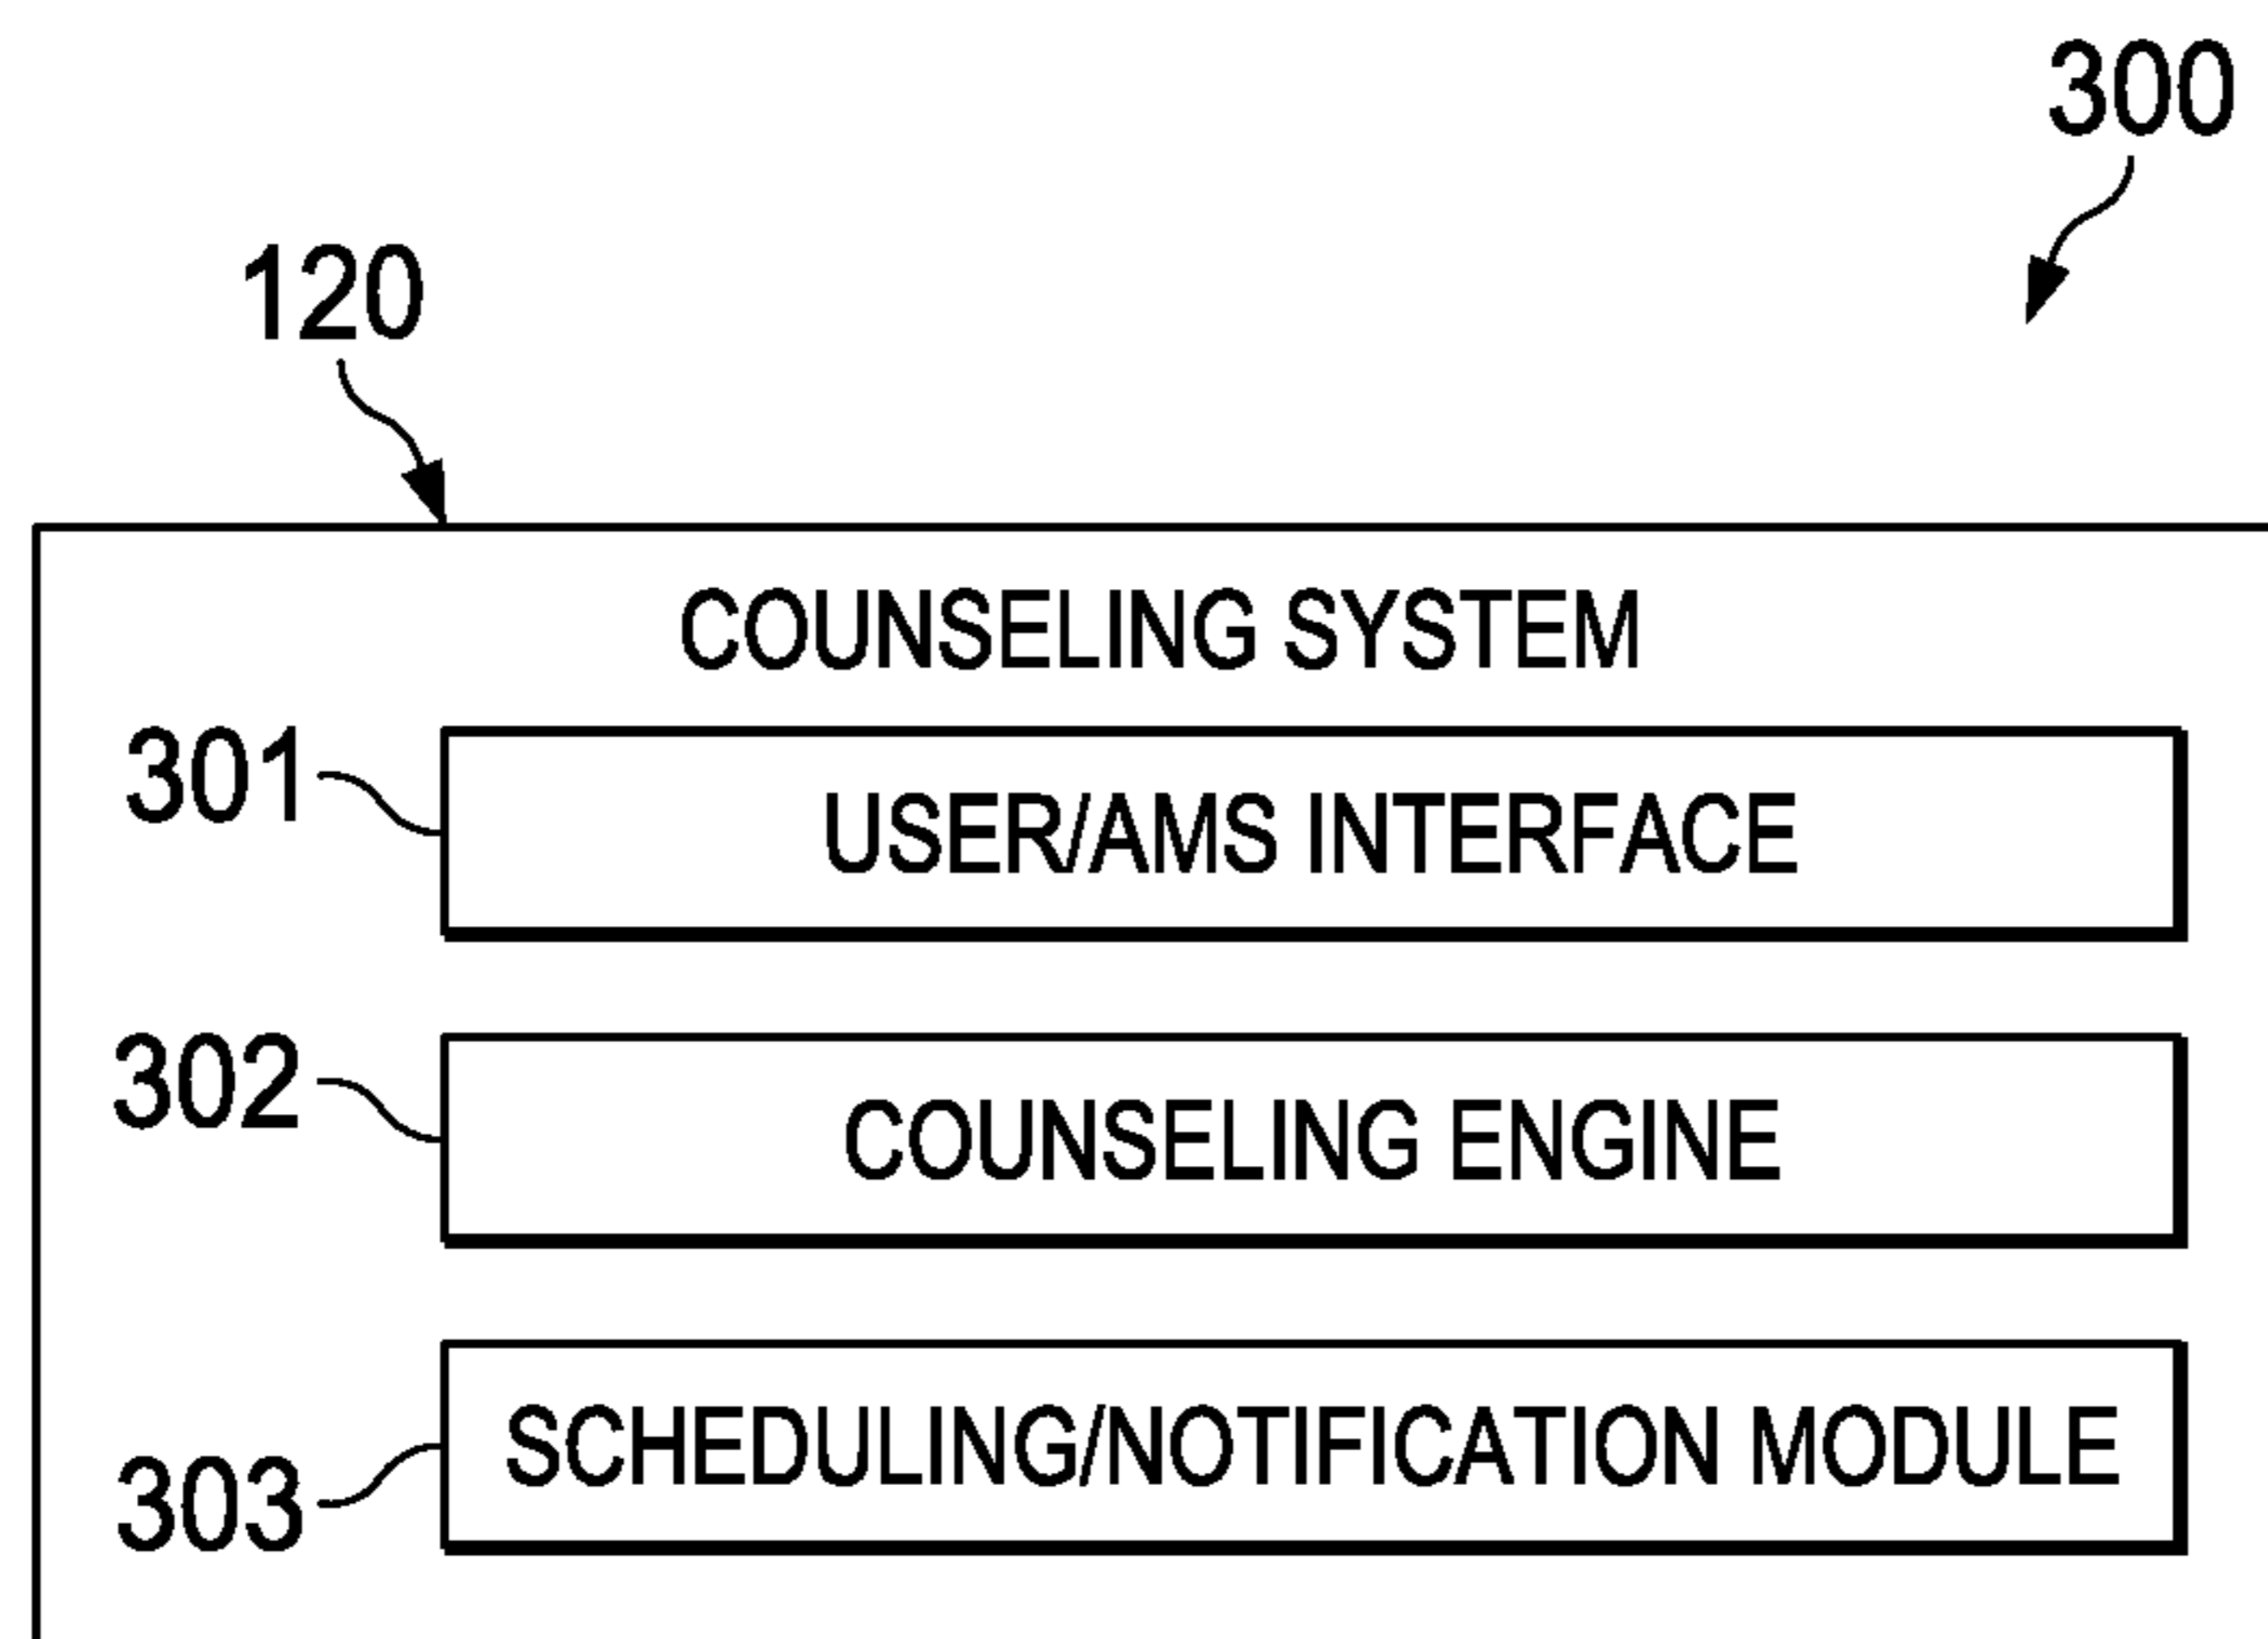 300
120
COUNSELING SYSTEM
301
USER/AMS INTERFACE
302
COUNSELING ENGINE
303
SCHEDULING/NOTIFICATION MODULE